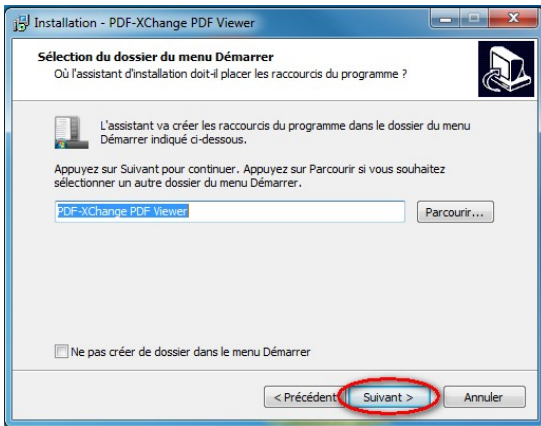 Installation - PDF-XChange PDF Viewer
Sélection du dossier du menu Démarrer
Où l'assistant d'installation doit-il placer les raccourcis du programme ?
L'assistant va créer les raccourcis du programme dans le dossier du menu
Démarrer indiqué ci-dessous.
Appuyez sur Suivant pour continuer. Appuyez sur Parcourir si vous souhaitez
sélectionner un autre dossier du menu Démarrer.
PDF-XChange PDF Viewer
Parcourir...
Ne pas créer de dossier dans le menu Démarrer
< Précédent
Suivant >
Annuler